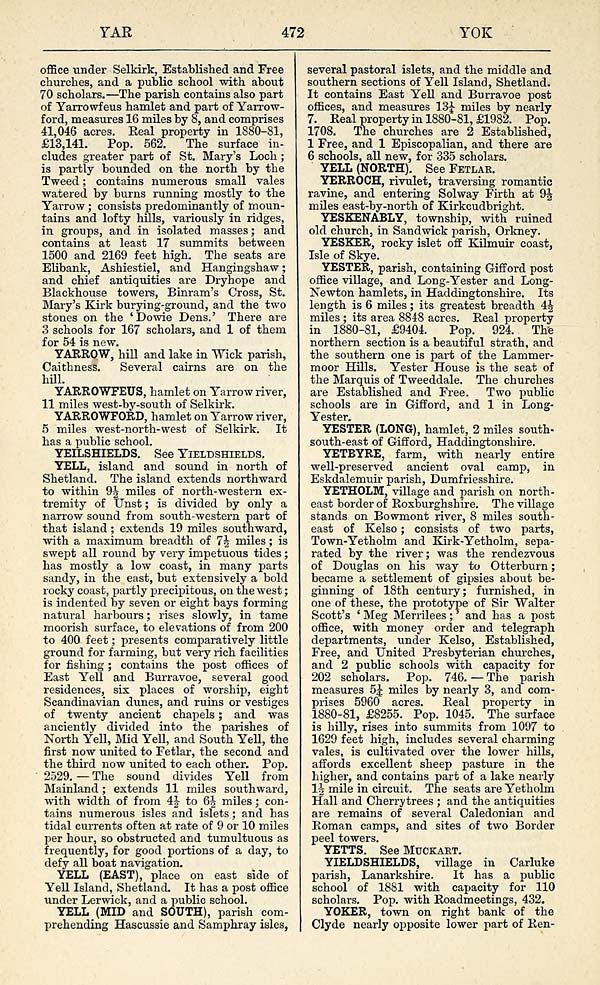 YAR 472 YOK
office under Selkirk, Established and Free
churches, and a public school with about
70 scholars.—The parish contains also part
of Yarrowfeus hamlet and part of Yarrow-
ford, measures 16 miles by 8, and comprises
41,046 acres. Real property in 1880-81,
£13,141. Pop. 562. The surface in-
cludes greater part of St. Mary's Loch;
is partly bounded on the north by the
Tweed; contains numerous small vales
watered by burns running mostly to the
Yarrow; consists predominantly of moun-
tains and lofty hills, variously in ridges,
in groups, and in isolated masses; and
contains at least 17 summits between
1500 and 2169 feet high. The seats are
Elibank, Ashiestiel, and Hangingshaw;
and chief antiquities are Dryhope and
Blackhouse towers, Binram's Cross, St.
Mary's Kirk burying-ground, and the two
stones on the 'Dowie Dens.' There are
3 schools for 167 scholars, and 1 of them
for 54 is new.
YARROW, hill and lake in Wick parish,
Caithness. Several cairns are on the
hill.
YARROWFEUS, hamlet on Yarrow river,
11 miles west-by-south of Selkirk.
YARROWFORD, hamlet on Yarrow river,
5 miles west-north-west of Selkirk. It
has a public school.
YEILSHIELDS. See YIELDSHIELDS.
YELL, island and sound in north of
Shetland. The island extends northward
to within 9½ miles of north-western ex-
tremity of Unst; is divided by only a
narrow sound from south-western part of
that island; extends 19 miles southward,
with a maximum breadth of 7½ miles; is
swept all round by very impetuous tides;
has mostly a low coast, in many parts
sandy, in the east, but extensively a bold
rocky coast, partly precipitous, on the west;
is indented by seven or eight bays forming
natural harbours; rises slowly, in tame
moorish surface, to elevations of from 200
to 400 feet; presents comparatively little
ground for farming, but very rich facilities
for fishing; contains the post offices of
East Yell and Burravoe, several good
residences, six places of worship, eight
Scandinavian dunes, and ruins or vestiges
of twenty ancient chapels; and was
anciently divided into the parishes of
North Yell, Mid Yell, and South Yell, the
first now united to Fetlar, the second and
the third now united to each other. Pop.
2529.—The sound divides Yell from
Mainland; extends 11 miles southward,
with width of from 4½ to 6½ miles; con-
tains numerous isles and islets; and has
tidal currents often at rate of 9 or 10 miles
per hour, so obstructed and tumultuous as
frequently, for good portions of a day, to
defy all boat navigation.
YELL (EAST), place on east side of
Yell Island, Shetland. It has a post office
under Lerwick, and a public school.
YELL (MID and SOUTH), parish com-
prehending Hascussie and Samphray isles,
several pastoral islets, and the middle and
southern sections of Yell Island, Shetland.
It contains East Yell and Burravoe post
offices, and measures 13¼ miles by nearly
7. Real property in 1880-81, £1982. Pop.
1708. The churches are 2 Established,
1 Free, and 1 Episcopalian, and there are
6 schools, all new, for 335 scholars.
YELL (NORTH). See FETLAR.
YERROCH, rivulet, traversing romantic
ravine, and entering Solway Firth at 9½
miles east-by-north of Kirkcudbright.
YESKENABLY, township, with ruined
old church, in Sandwick parish, Orkney.
YESKER, rocky islet off Kilmuir coast,
Isle of Skye.
YESTER, parish, containing Gifford post
office village, and Long-Yester and Long-
Newton hamlets, in Haddingtonshire. Its
length is 6 miles; its greatest breadth 4½
miles; its area 8848 acres. Real property
in 1880-81, £9404. Pop. 924. The
northern section is a beautiful strath, and
the southern one is part of the Lammer-
moor Hills. Yester House is the seat of
the Marquis of Tweeddale. The churches
are Established and Free. Two public
schools are in Gifford, and 1 in Long-
Yester.
YESTER (LONG), hamlet, 2 miles south-
south-east of Gifford, Haddingtonshire.
YETBYRE, farm, with nearly entire
well-preserved ancient oval camp, in
Eskdalemuir parish, Dumfriesshire.
YETHOLM, village and parish on north-
east border of Roxburghshire. The village
stands on Bowmont river, 8 miles south-
east of Kelso; consists of two parts,
Town-Yetholm and Kirk-Yetholm, sepa-
rated by the river; was the rendezvous
of Douglas on his way to Otterburn;
became a settlement of gipsies about be-
ginning of 18th century; furnished, in
one of these, the prototype of Sir Walter
Scott's 'Meg Merrilees;' and has a post
office, with money order and telegraph
departments, under Kelso, Established,
Free, and United Presbyterian churches,
and 2 public schools with capacity for
202 scholars. Pop. 746.—The parish
measures 5¼ miles by nearly 3, and com-
prises 5960 acres. Real property in
1880-81, £8255. Pop. 1045. The surface
is hilly, rises into summits from 1097 to
1629 feet high, includes several charming
vales, is cultivated over the lower hills,
affords excellent sheep pasture in the
higher, and contains part of a lake nearly
1½ mile in circuit. The seats are Yetholm
Hall and Cherrytrees; and the antiquities
are remains of several Caledonian and
Roman camps, and sites of two Border
peel towers.
YETTS. See MUCKART.
YIELDSHIELDS, village in Carluke
parish, Lanarkshire. It has a public
school of 1881 with capacity for 110
scholars. Pop. with Roadmeetings, 432.
YOKER, town on right bank of the
Clyde nearly opposite lower part of Ren-